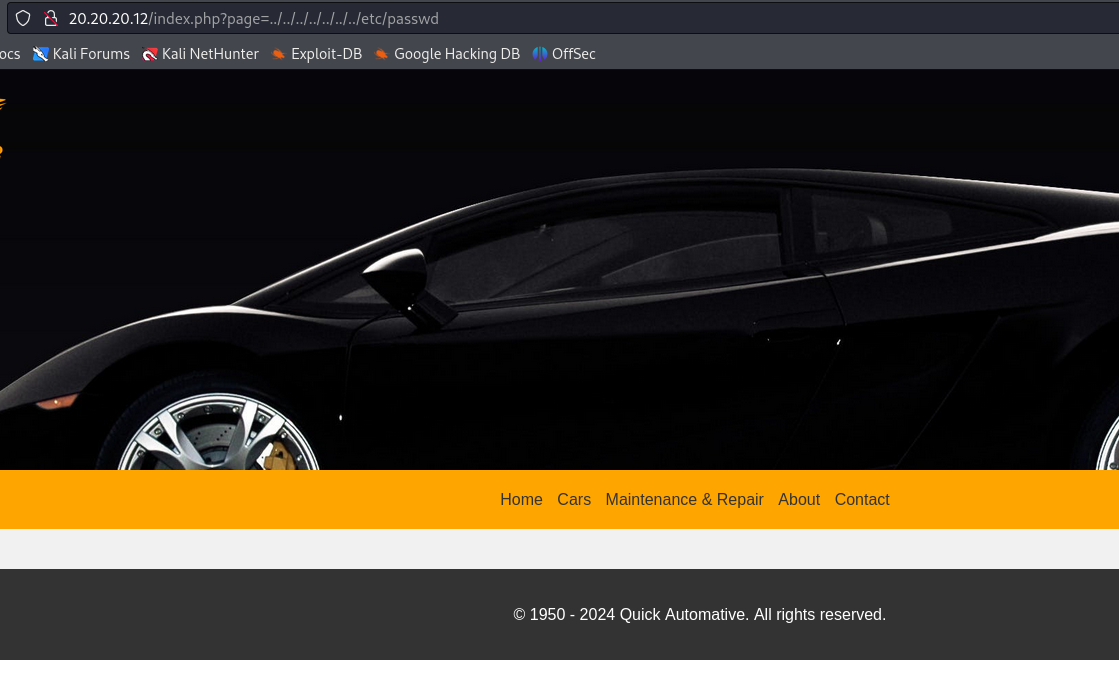 20.20.20.12/index.php?page=../../../../../../../etc/passwd
ocs Kali Forums Kali NetHunter Exploit-DB Google Hacking DB OffSec
Home Cars Maintenance & Repair About Contact
© 1950 - 2024 Quick Automative. All rights reserved.